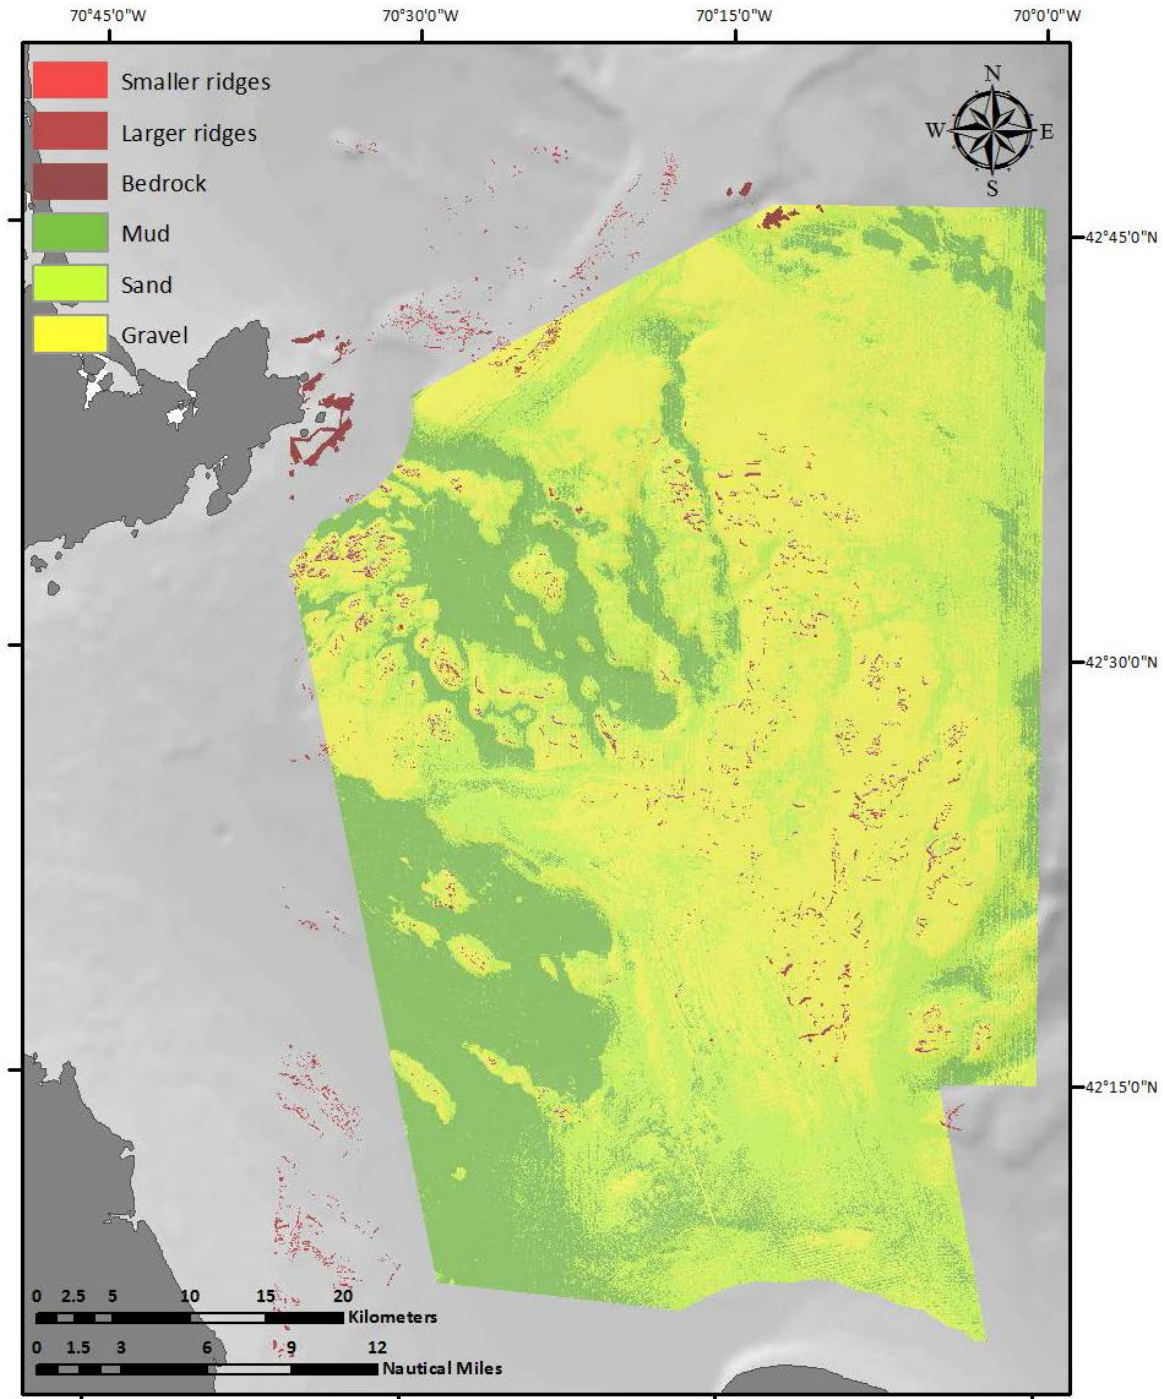 70°45'0"W 70°30'0"W 70°15'0"W 70°0'0"W
Smaller ridges
Larger ridges
Bedrock
Mud
Sand
Gravel
N
W E
S
42°45'0"N
42°30'0"N
42°15'0"N
0 2.5 5 10 15 20
Kilometers
0 1.5 3 6 9 12
Nautical Miles